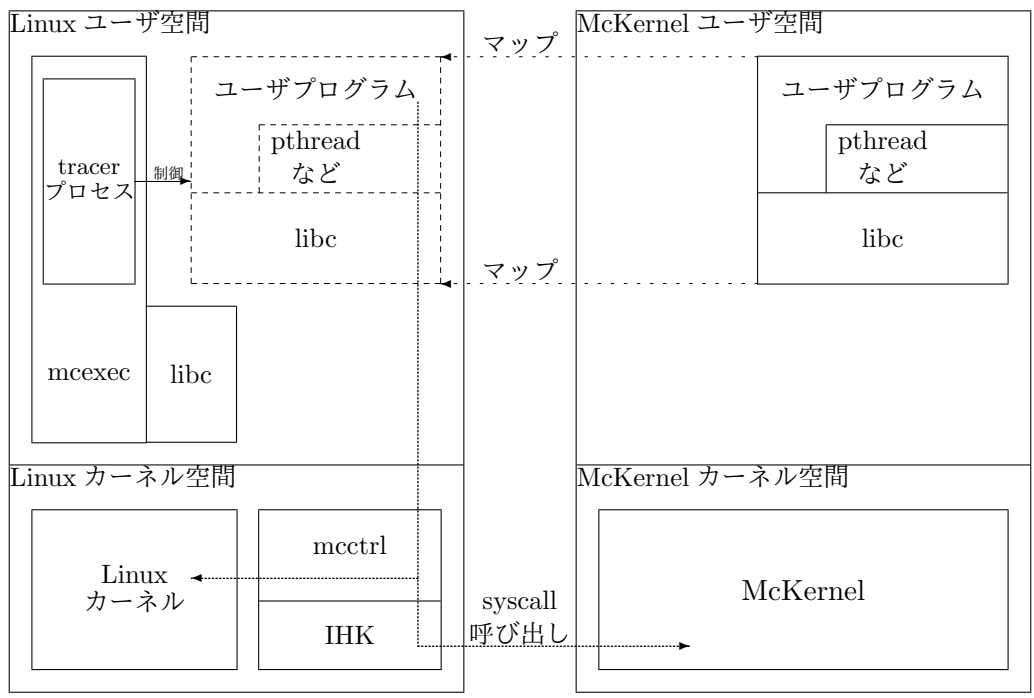 Linux ユーザ空間
McKernel ユーザ空間
マップ
ユーザプログラム
ユーザプログラム
pthread
など
pthread
など
tracer
プロセス
制御
libc
libc
マップ
mcexec
libc
Linux カーネル空間
McKernel カーネル空間
mcctrl
Linux
カーネル
McKernel
syscall
呼び出し
IHK